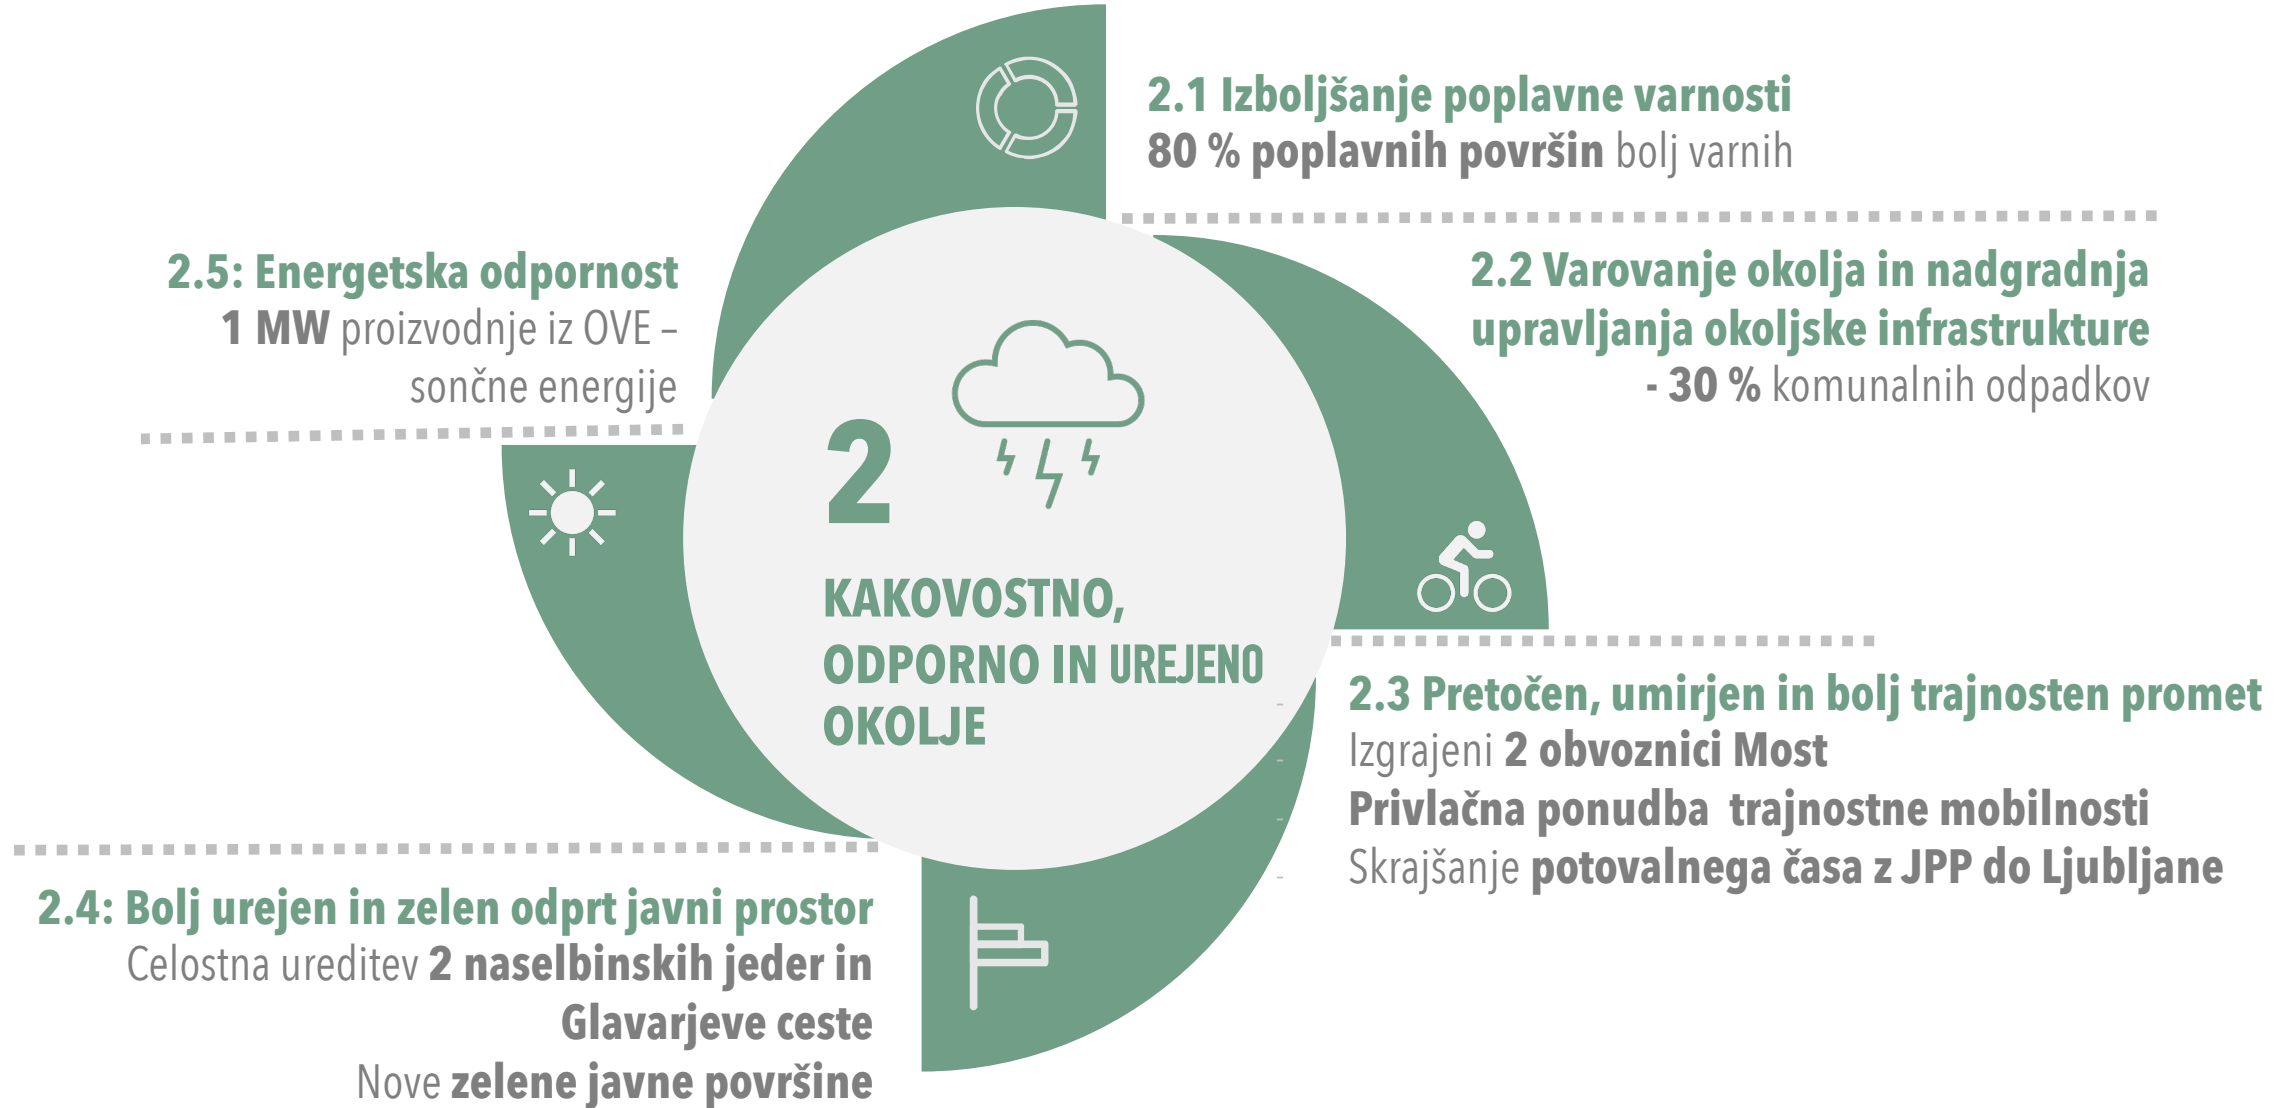 2.1 Izboljšanje poplavne varnosti
80 % poplavnih površin bolj varnih
2.2 Varovanje okolja in nadgradnja
upravljanja okoljske infrastrukture
- 30 % komunalnih odpadkov
2.5: Energetska odpornost
1 MW proizvodnje iz OVE –
sončne energije
2
KAKOVOSTNO,
ODPORNO IN UREJENO
OKOLJE
2.3 Pretočen, umirjen in bolj trajnosten promet
Izgrajeni 2 obvoznici Most
Privlačna ponudba  trajnostne mobilnosti
Skrajšanje potovalnega časa z JPP do Ljubljane
-
-
-
-
2.4: Bolj urejen in zelen odprt javni prostor
Celostna ureditev 2 naselbinskih jeder in
Glavarjeve ceste
Nove zelene javne površine